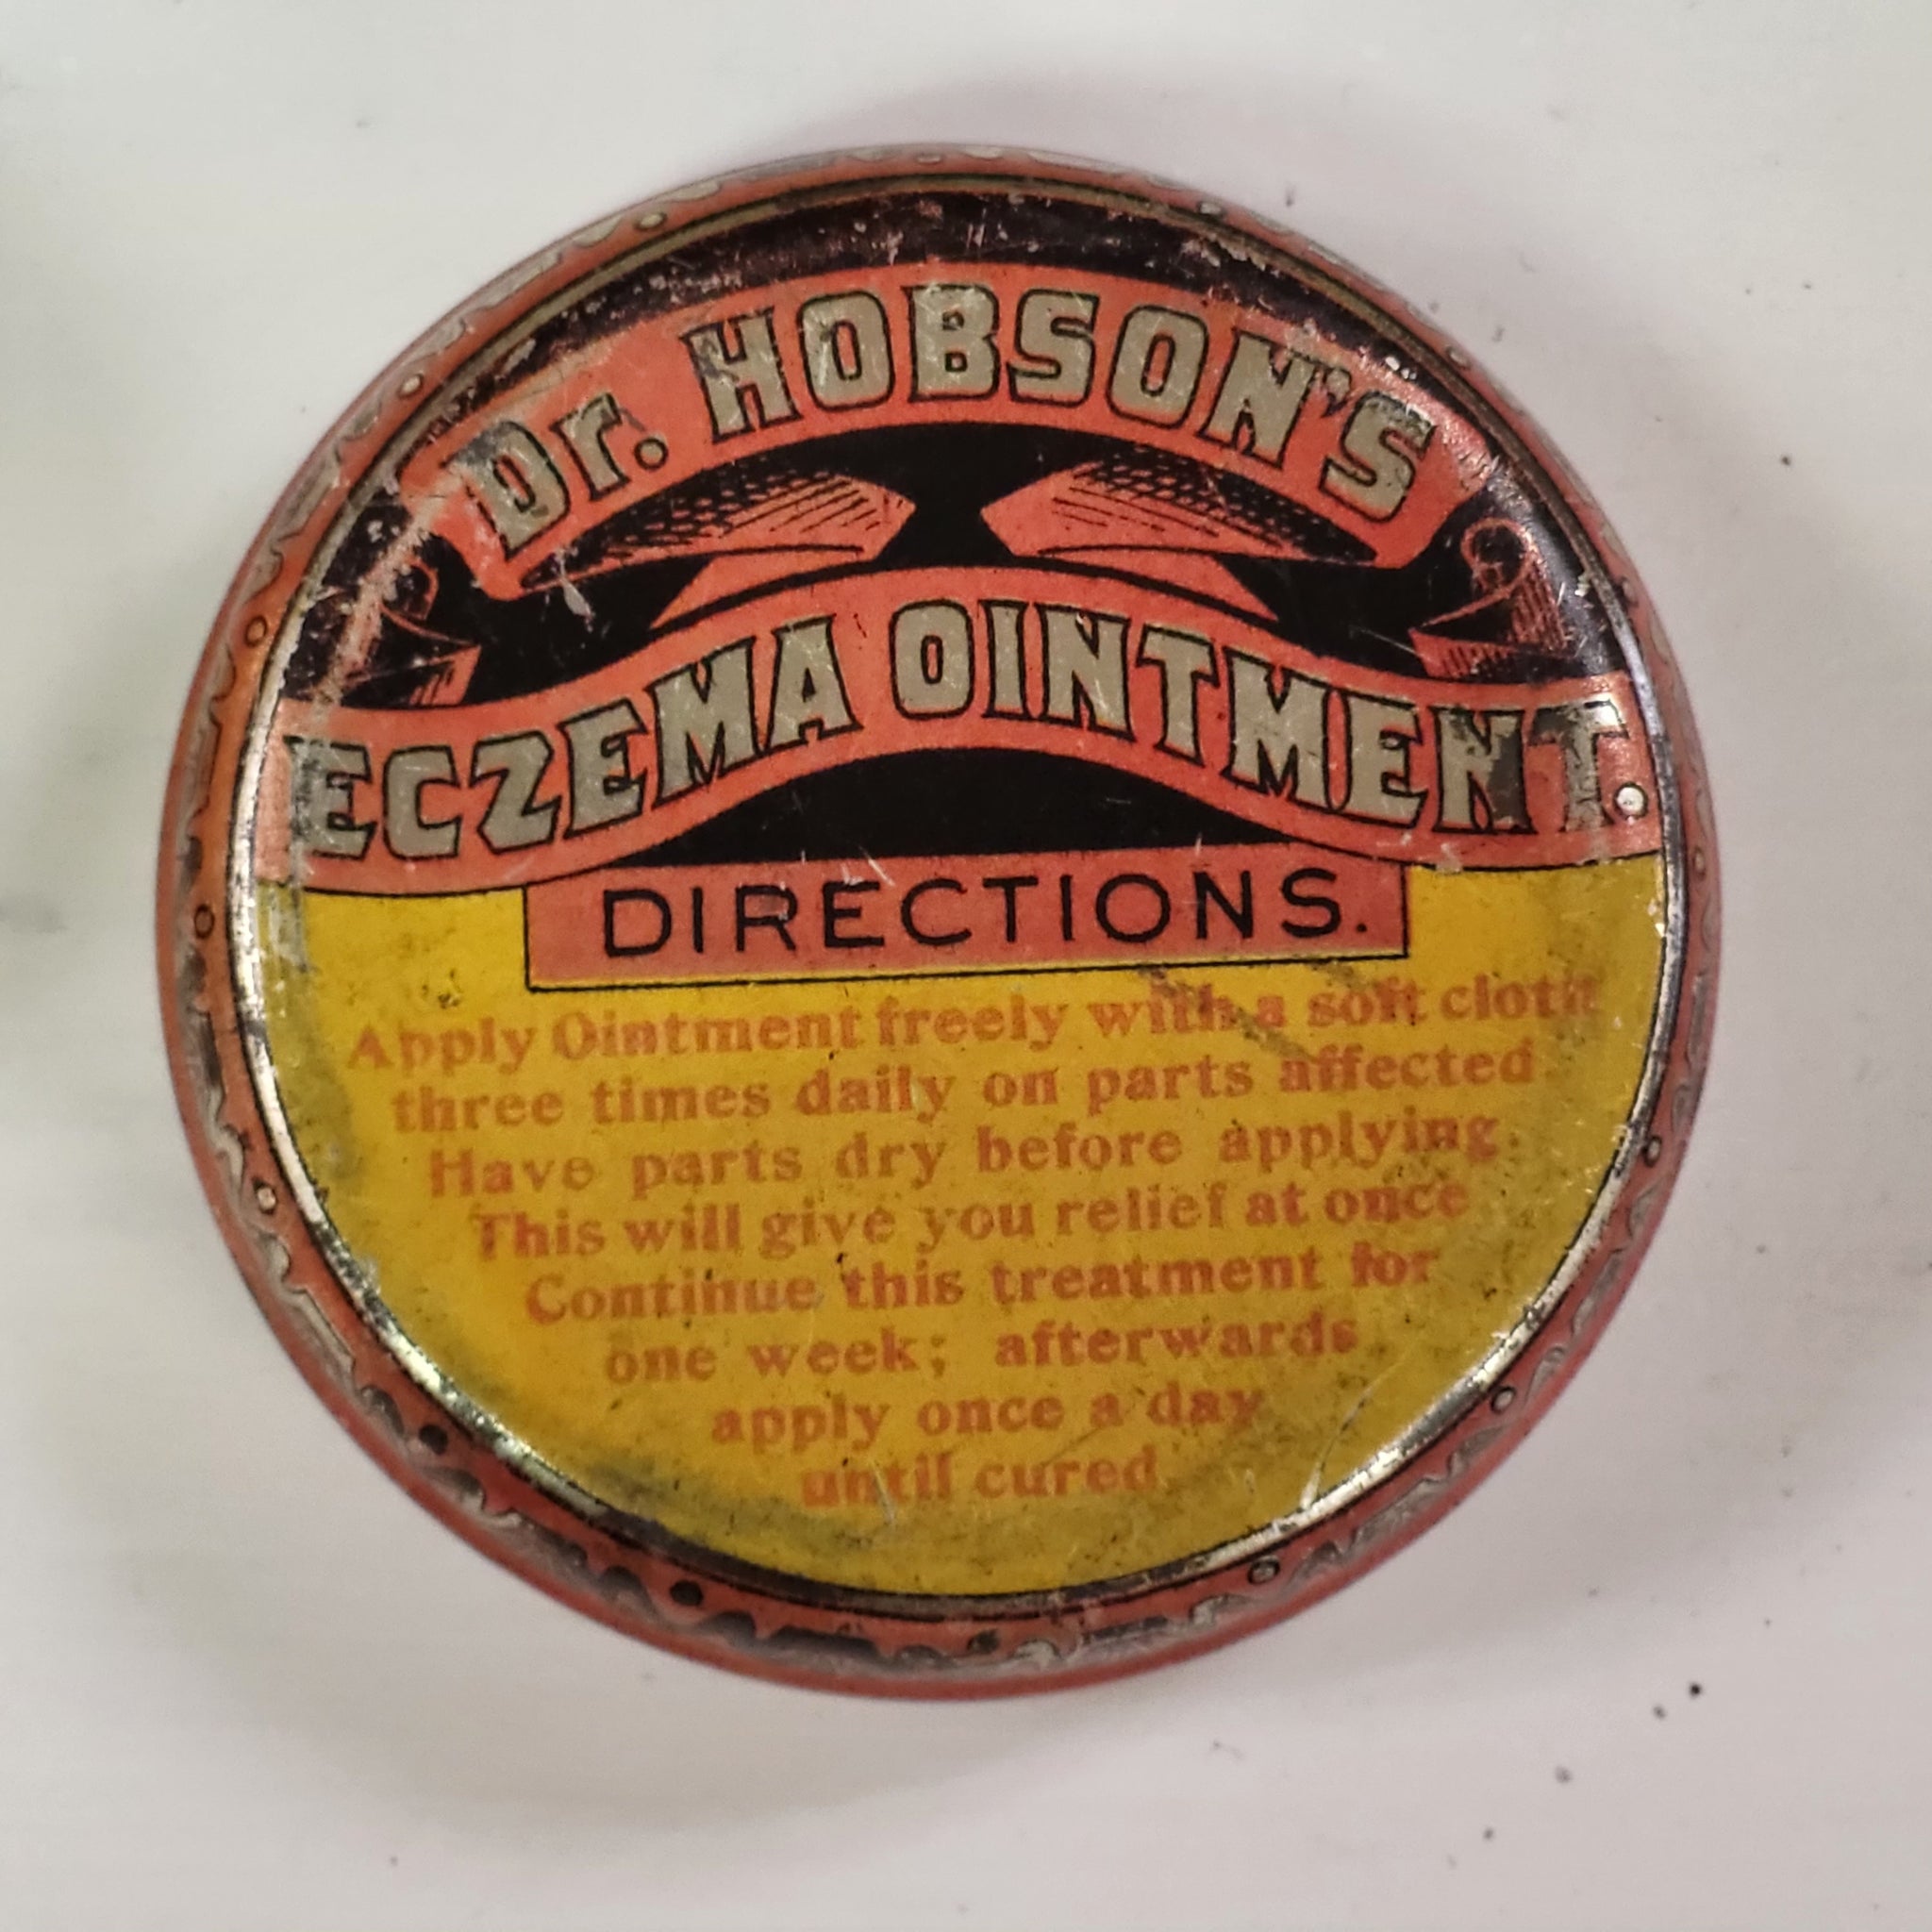 Dr. HOBSON'S
ECZEMA OINTMENT.
DIRECTIONS.
Apply Ointment freely with a soft cloth
three times daily on parts affected
Have parts dry before applying.
This will give you relief at once
Continue this treatment for
one week; afterwards
apply once a day
until cured